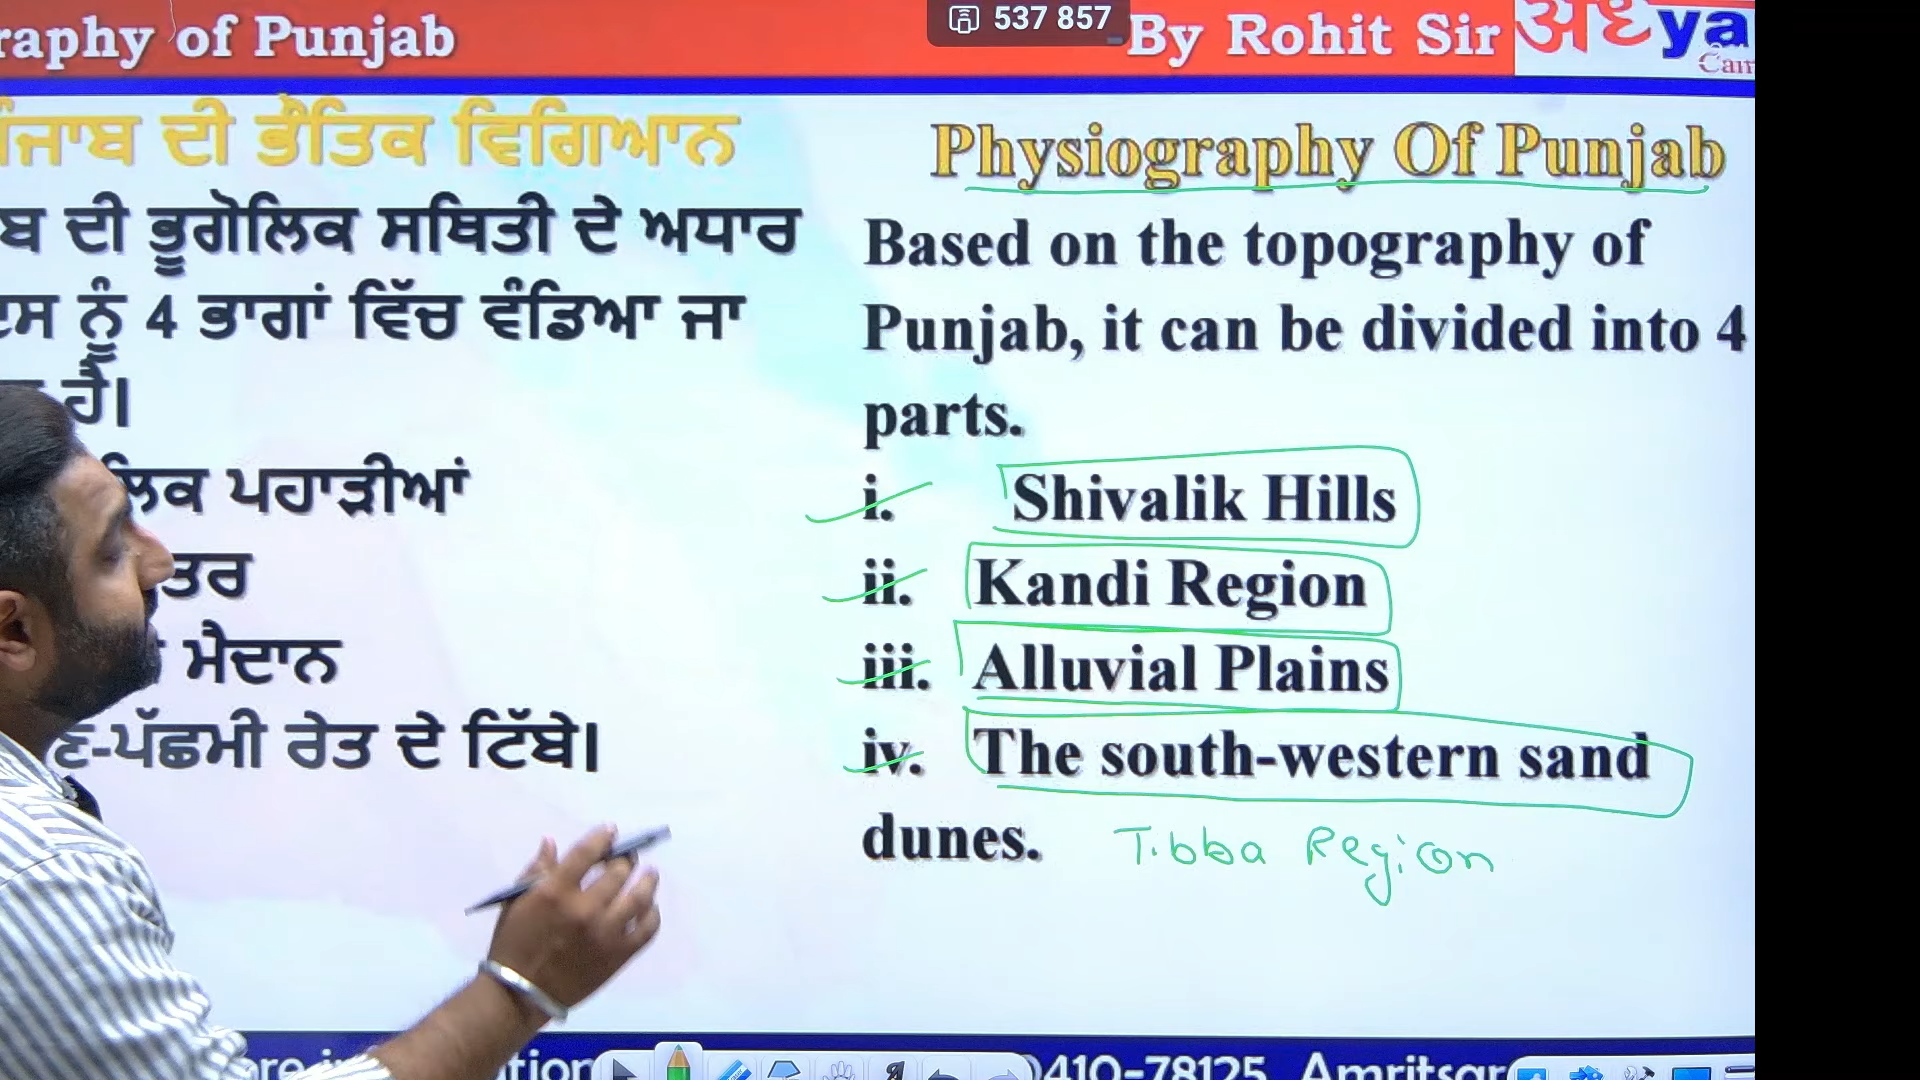 raphy of Punjab
537 857
-By Rohit Sir
ya
ਪੰਜਾਬ ਦੀ ਭੌਤਿਕ ਵਿਗਿਆਨ
ਬ ਦੀ ਭੂਗੋਲਿਕ ਸਥਿਤੀ ਦੇ ਅਧਾਰ
ਨੂੰ 4 ਭਾਗਾਂ ਵਿੱਚ ਵੰਡਿਆ ਜਾ
ਹੈ।
ਲਿਕ ਪਹਾੜੀਆਂ
ਤਰ
ਮੈਦਾਨ
ਣ-ਪੱਛਮੀ ਰੇਤ ਦੇ ਟਿੱਬੇ।
Physiography Of Punjab
Based on the topography of
Punjab, it can be divided into 4
parts.
i. Shivalik Hills
ii. Kandi Region
iii. Alluvial Plains
iv. The south-western sand
dunes. Tibba Region
410-78125, Amritsar